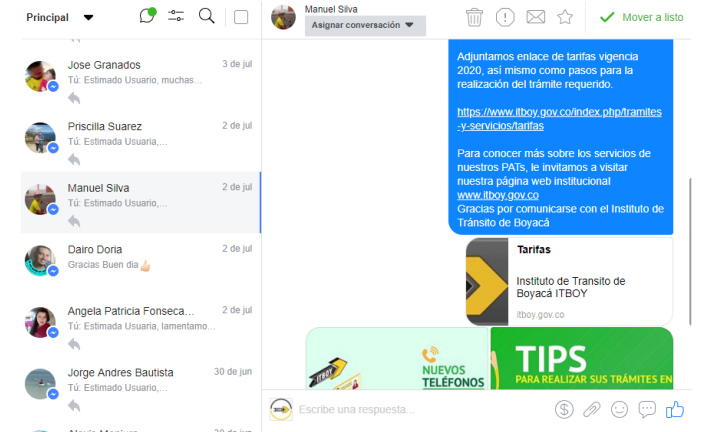 Principal
Jose Granados 3 de jul
Tú: Estimado Usuario, muchas...
Priscilla Suarez 2 de jul
Tú: Estimada Usuaria,...
Manuel Silva 2 de jul
Tú: Estimado Usuario,...
Dairo Doria 2 de jul
Gracias Buen dia👍🏻
Angela Patricia Fonseca... 2 de jul
Tú: Estimada Usuaria, lamentamo...
Jorge Andres Bautista 30 de jun
Tú: Estimado Usuario,...
Manuel Silva
Asignar conversación
Mover a listo
Adjuntamos enlace de tarifas vigencia
2020, así mismo como pasos para la
realización del trámite requerido.
https://www.itboy.gov.co/index.php/tramites
-y-servicios/tarifas
Para conocer más sobre los servicios de
nuestros PATs, le invitamos a visitar
nuestra página web institucional
www.itboy.gov.co
Gracias por comunicarse con el Instituto de
Tránsito de Boyacá
Tarifas
Instituto de Transito de
Boyacá ITBOY
itboy.gov.co
ITBOY
NUEVOS
TELÉFONOS
TIPS
PARA REALIZAR SUS TRÁMITES EN
Escribe una respuesta...